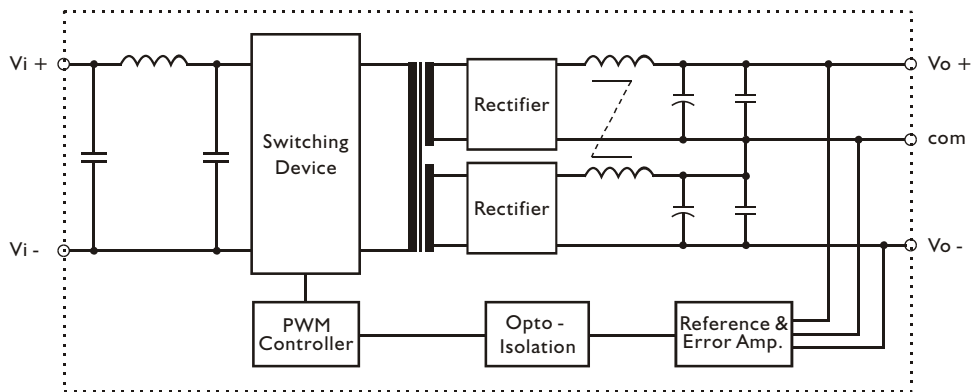 Vi +
Vo +
Rectifier
Switching
Device
com
Rectifier
Vi -
Vo -
PWM
Controller
Opto -
Isolation
Reference &
Error Amp.